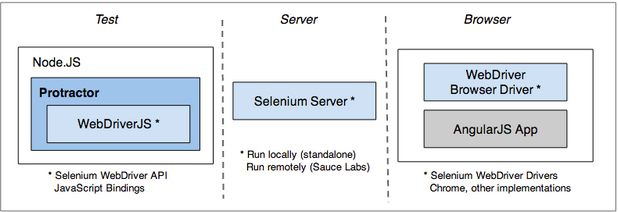 Test
Server
Browser
Node.JS
Protractor
WebDriverJS *
* Selenium WebDriver API
JavaScript Bindings
Selenium Server *
* Run locally (standalone)
Run remotely (Sauce Labs)
WebDriver
Browser Driver *
AngularJS App
* Selenium WebDriver Drivers
Chrome, other implementations